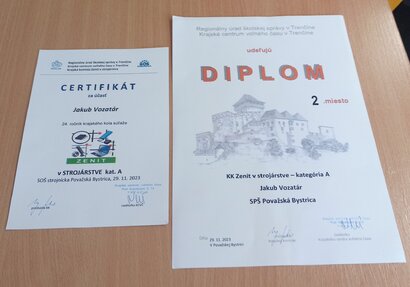 Regionálny úrad školskej správy v Trenčíne
Krajské centrum voľného času v Trenčíne
CERTIFIKÁT
za účasť
Jakub Vozatár
24. ročník krajského kola súťaže
ZENIT
v STROJÁRSTVE kat. A
SOŠ strojnícka Považská Bystrica, 29. 11. 2023
Regionálny úrad školskej správy v Trenčíne
Krajské centrum voľného času v Trenčíne
udeľujú
DIPLOM
2 .miesto
KK Zenit v strojárstve – kategória A
Jakub Vozatár
SPŠ Považská Bystrica
29. 11. 2023
V Považskej Bystrici